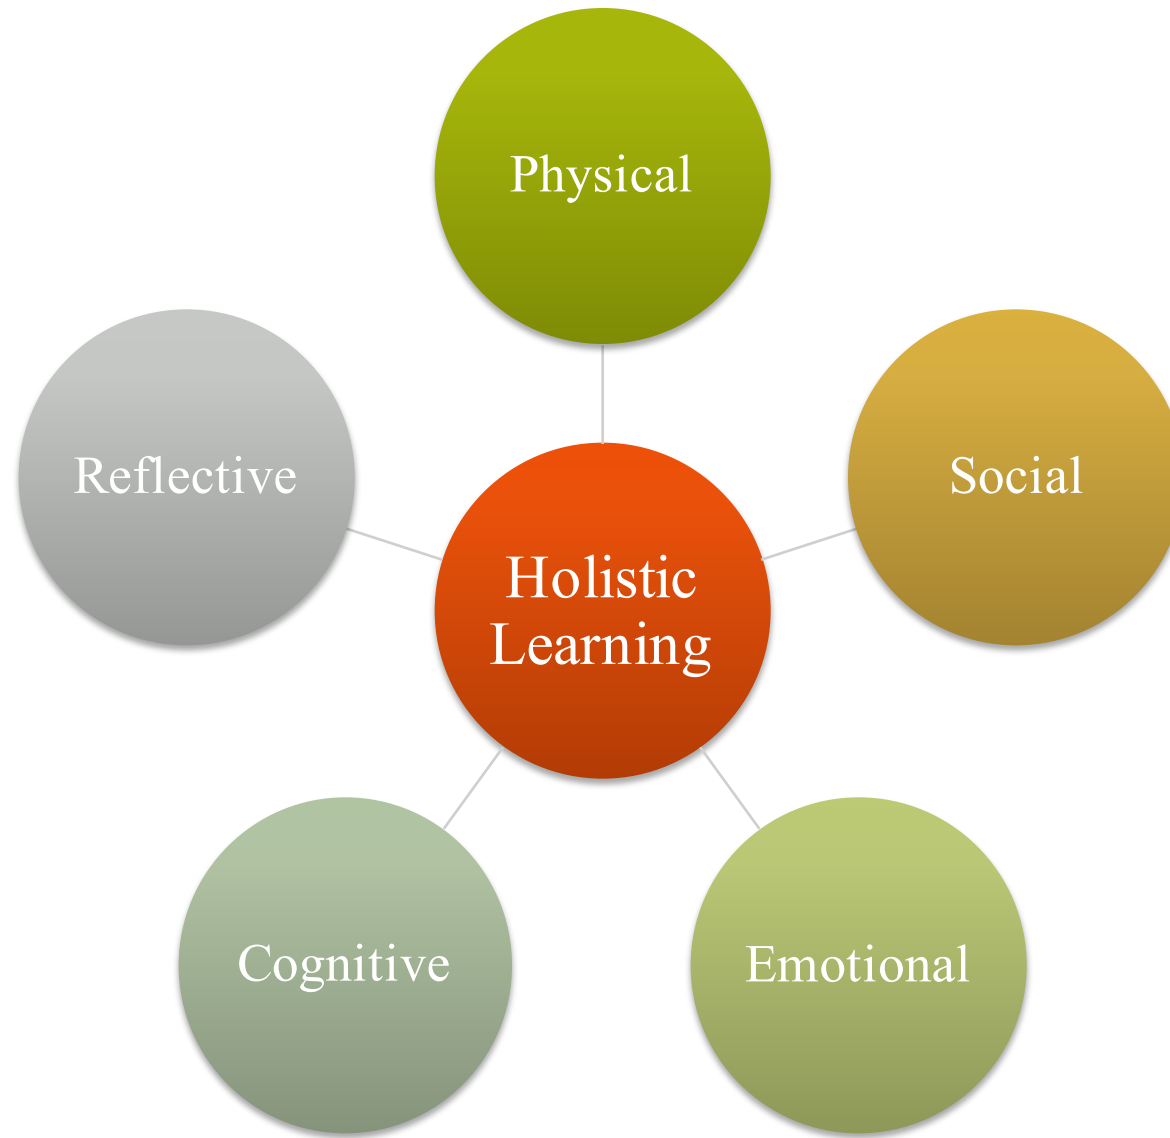 Physical
Reflective
Social
Holistic
Learning
Cognitive
Emotional